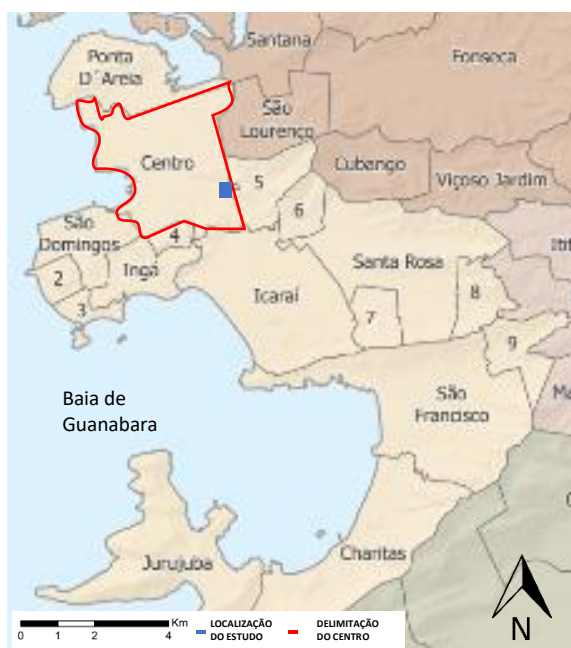 Santana
Ponta
D´Areia
Fonseca
São
Lourenço
Centro
Cubango
5
Viçoso Jardim
6
São
Domingos
4
Santa Rosa
2
Ingá
Icaraí
8
3
7
9
São
Francisco
Baia de
Guanabara
Charitas
Jurujuba
Km
0 1 2 4
LOCALIZAÇÃO
DO ESTUDO
DELIMITAÇÃO
DO CENTRO
N